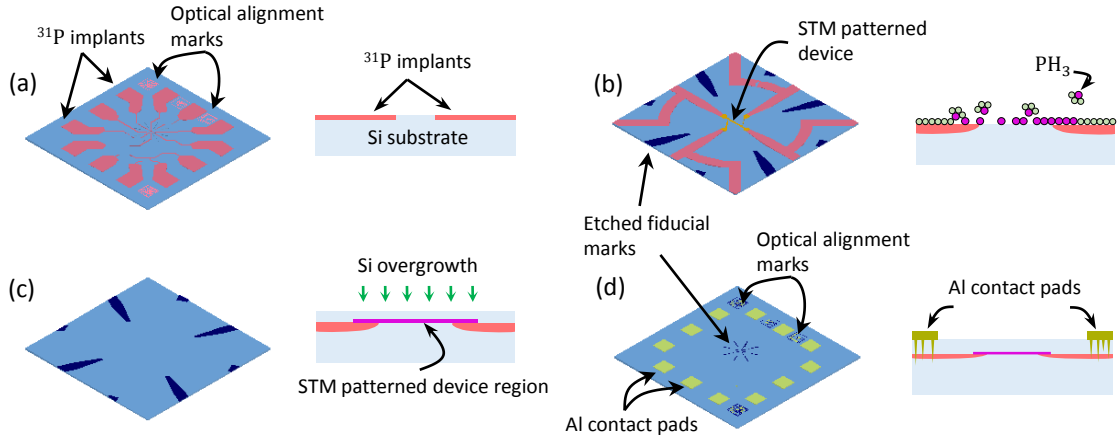 (a)
³¹P implants
Optical alignment
marks
³¹P implants
Si substrate
(b)
STM patterned
device
PH₃
Etched fiducial
marks
(c)
Si overgrowth
STM patterned device region
(d)
Optical alignment
marks
Al contact pads
Al contact pads